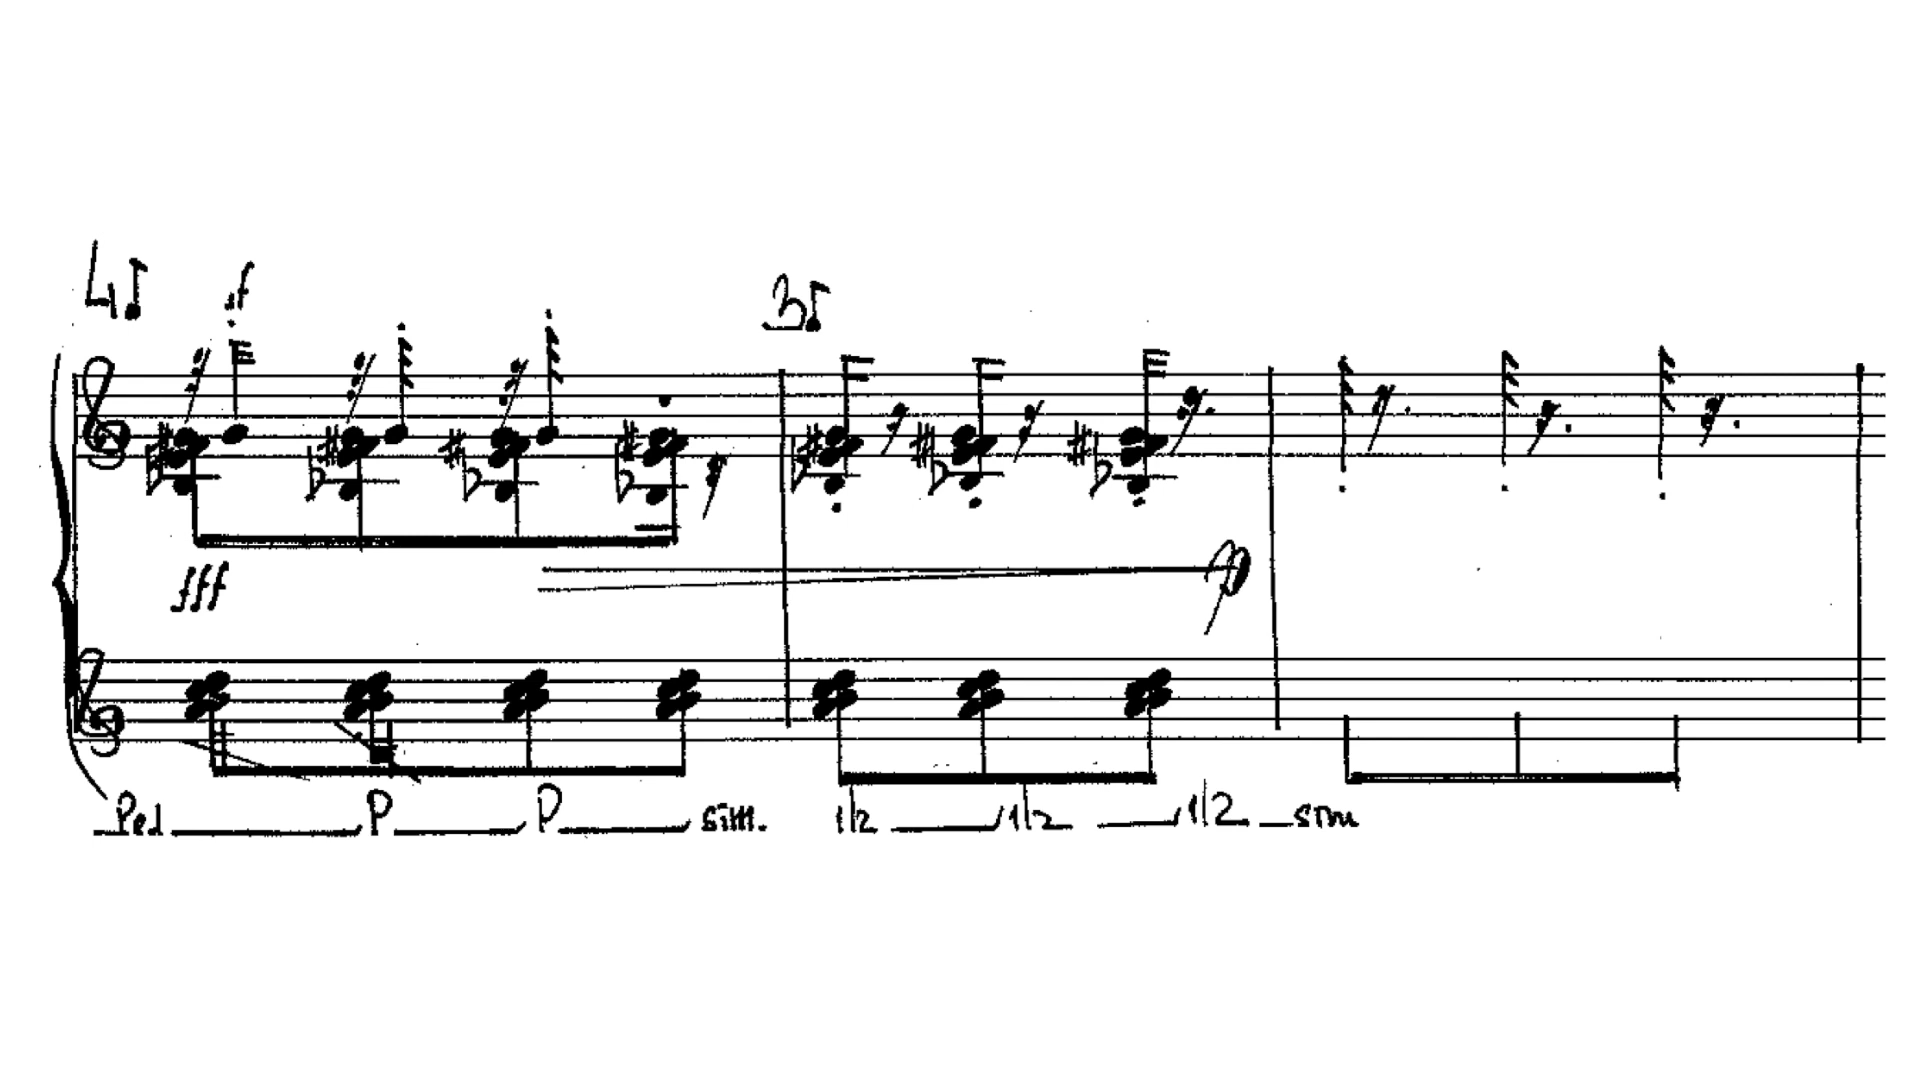 4♪ sf 3♪
fff p
Ped P P sim. 1/2 1/2 1/2 sim